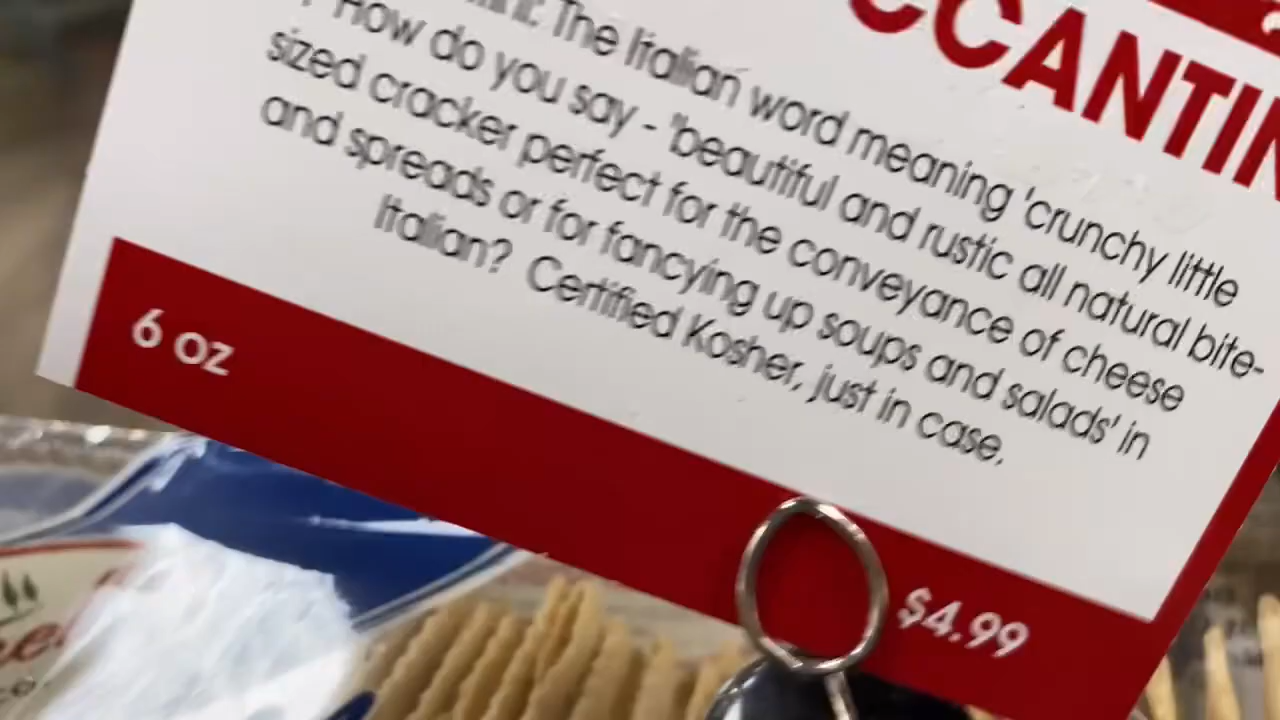 CCANTIN
The Italian word meaning 'crunchy little
How do you say - "beautiful and rustic all natural bite-
sized cracker perfect for the conveyance of cheese
and spreads or for fancying up soups and salads' in
Italian? Certified Kosher, just in case.
6 oz
$4.99